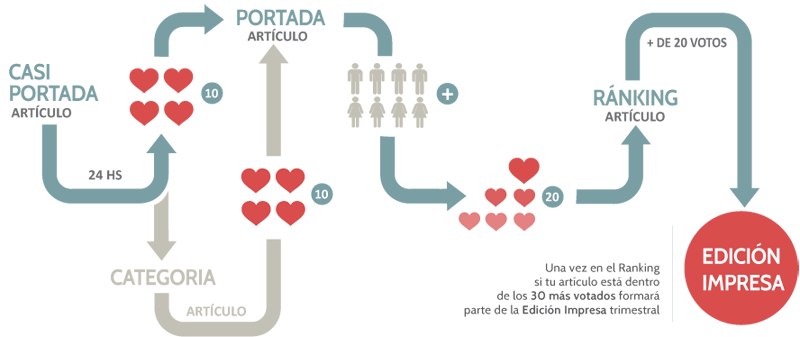 CASI
PORTADA
ARTÍCULO
24 HS
10
PORTADA
ARTÍCULO
10
CATEGORIA
ARTÍCULO
+
20
RÁNKING
ARTÍCULO
+ DE 20 VOTOS
EDICIÓN
IMPRESA
Una vez en el Ranking
si tu artículo está dentro
de los 30 más votados formará
parte de la Edición Impresa trimestral